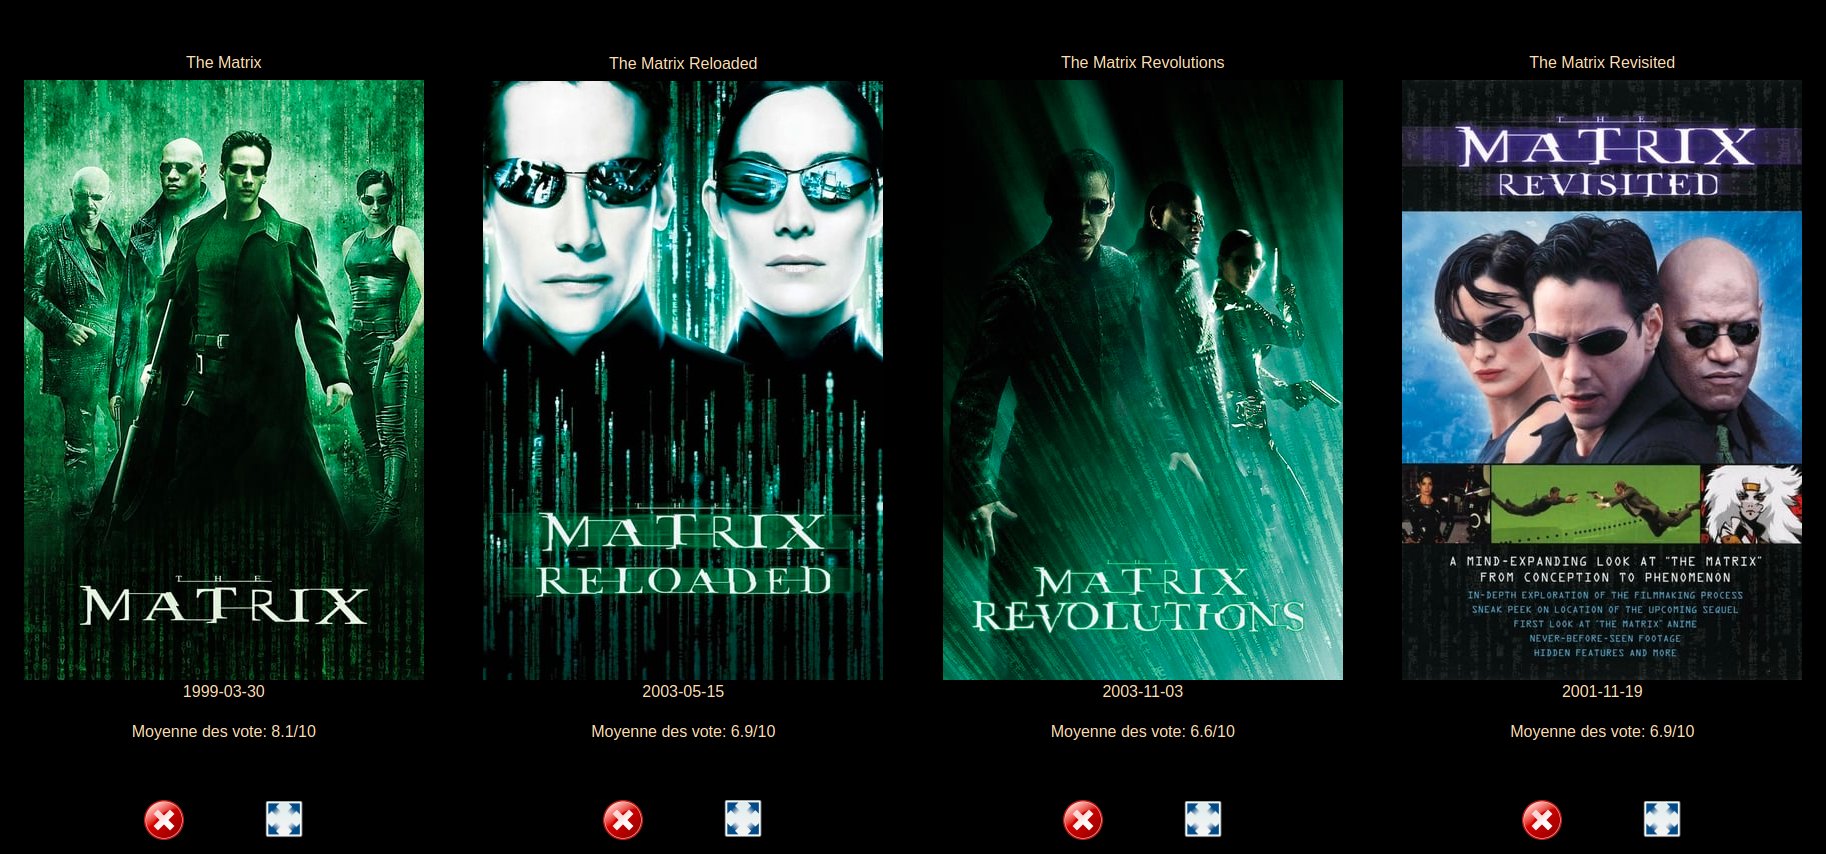 The Matrix
THE
MATRIX
1999-03-30
Moyenne des vote: 8.1/10
The Matrix Reloaded
THE
MATRIX
RELOADED
2003-05-15
Moyenne des vote: 6.9/10
The Matrix Revolutions
THE
MATRIX
REVOLUTIONS
2003-11-03
Moyenne des vote: 6.6/10
The Matrix Revisited
THE
MATRIX
REVISITED
A MIND-EXPANDING LOOK AT "THE MATRIX"
FROM CONCEPTION TO PHENOMENON
IN-DEPTH EXPLORATION OF THE FILMMAKING PROCESS
SNEAK PEEK ON LOCATION OF THE UPCOMING SEQUEL
FIRST LOOK AT "THE MATRIX" ANIME
NEVER-BEFORE-SEEN FOOTAGE
HIDDEN FEATURES AND MORE
2001-11-19
Moyenne des vote: 6.9/10